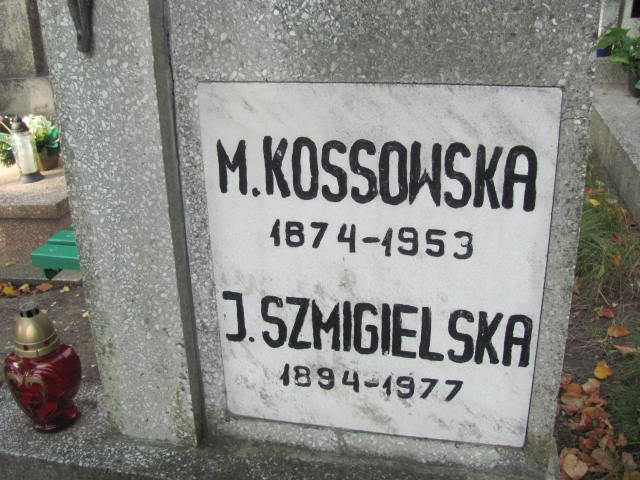 M. KOSSOWSKA
1874-1953
J. SZMIGIELSKA
1894-1977